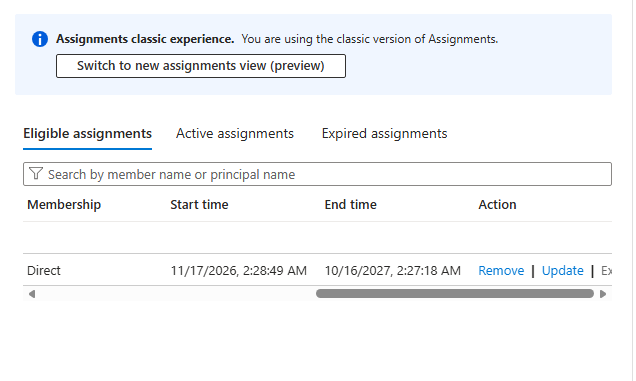 Assignments classic experience. You are using the classic version of Assignments.
Switch to new assignments view (preview)
Eligible assignments Active assignments Expired assignments
Search by member name or principal name
Membership Start time End time Action
Direct 11/17/2026, 2:28:49 AM 10/16/2027, 2:27:18 AM Remove | Update | Ex